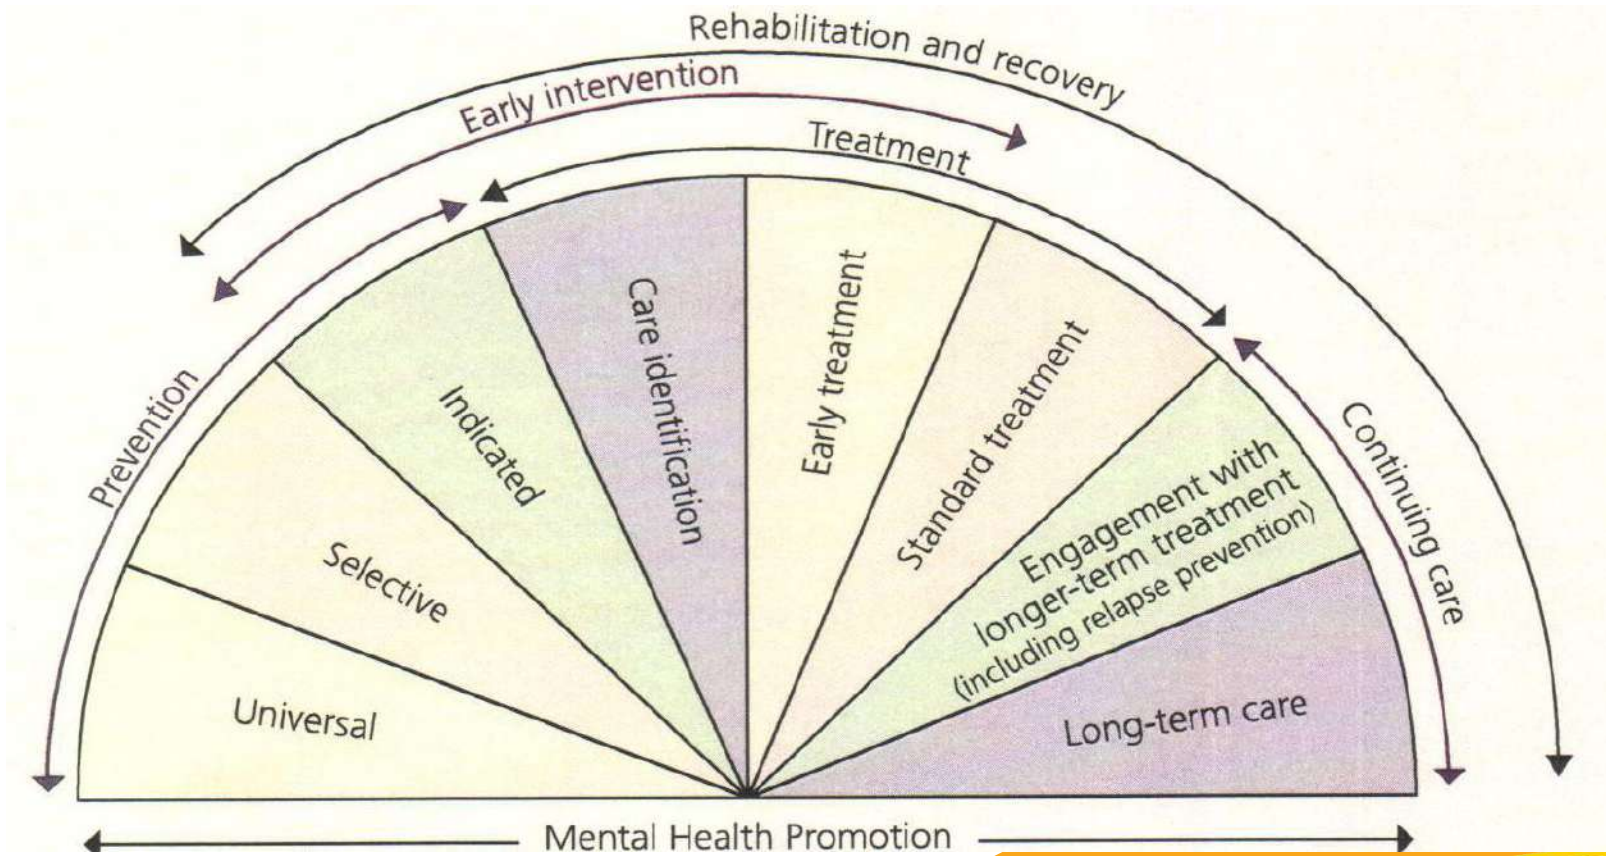 Rehabilitation and recovery
Early intervention
Treatment
Prevention
Continuing care
Universal
Selective
Indicated
Care identification
Early treatment
Standard treatment
Engagement with
longer-term treatment
(including relapse prevention)
Long-term care
Mental Health Promotion